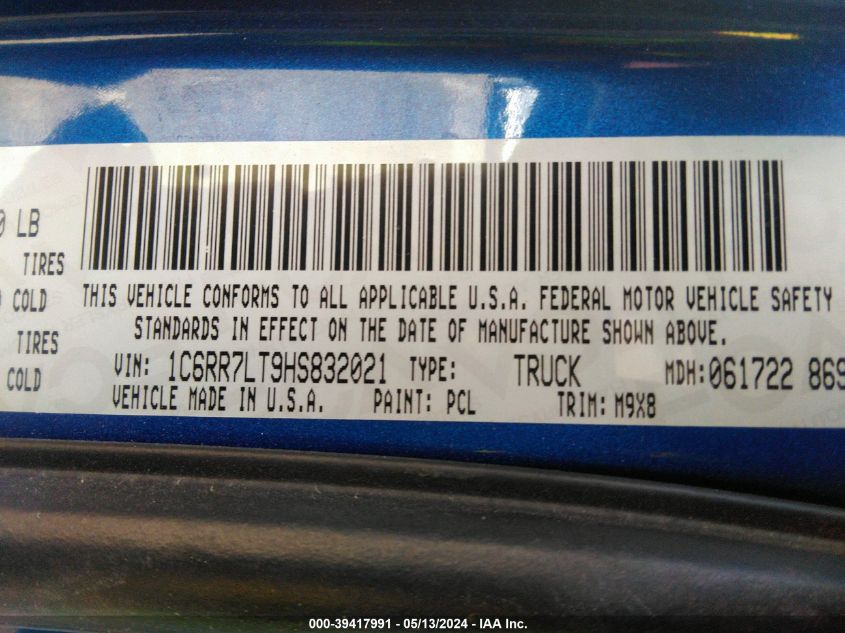 0 LB
TIRES
COLD
COLD
THIS VEHICLE CONFORMS TO ALL APPLICABLE U.S.A. FEDERAL MOTOR VEHICLE SAFETY
STANDARDS IN EFFECT ON THE DATE OF MANUFACTURE SHOWN ABOVE.
VIN: 1C6RR7LT9HS832021 TYPE: TRUCK MDH: 061722 869
VEHICLE MADE IN U.S.A. PAINT: PCL TRIM: M9X8
000-39417991 — 05/13/2024 — IAA Inc.